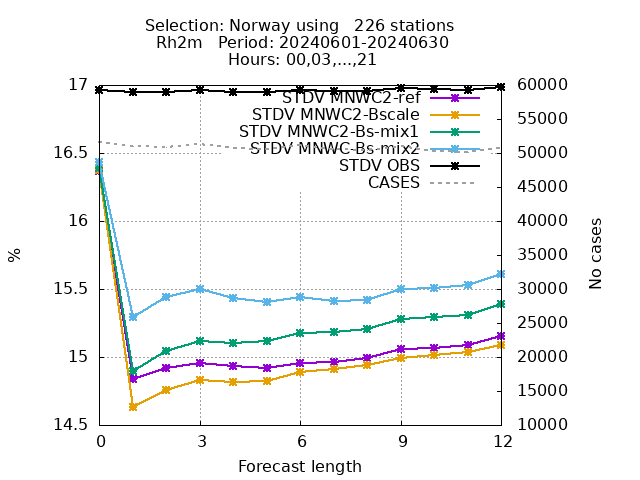 Selection: Norway using   226 stations
Rh2m   Period: 20240601-20240630
Hours: 00,03,...,21
17
16.5
16
15.5
15
14.5
%
60000
55000
50000
45000
40000
35000
30000
25000
20000
15000
10000
No cases
STDV MNWC2-ref
STDV MNWC2-Bscale
STDV MNWC2-Bs-mix1
STDV MNWC-Bs-mix2
STDV OBS
CASES
0 3 6 9 12
Forecast length